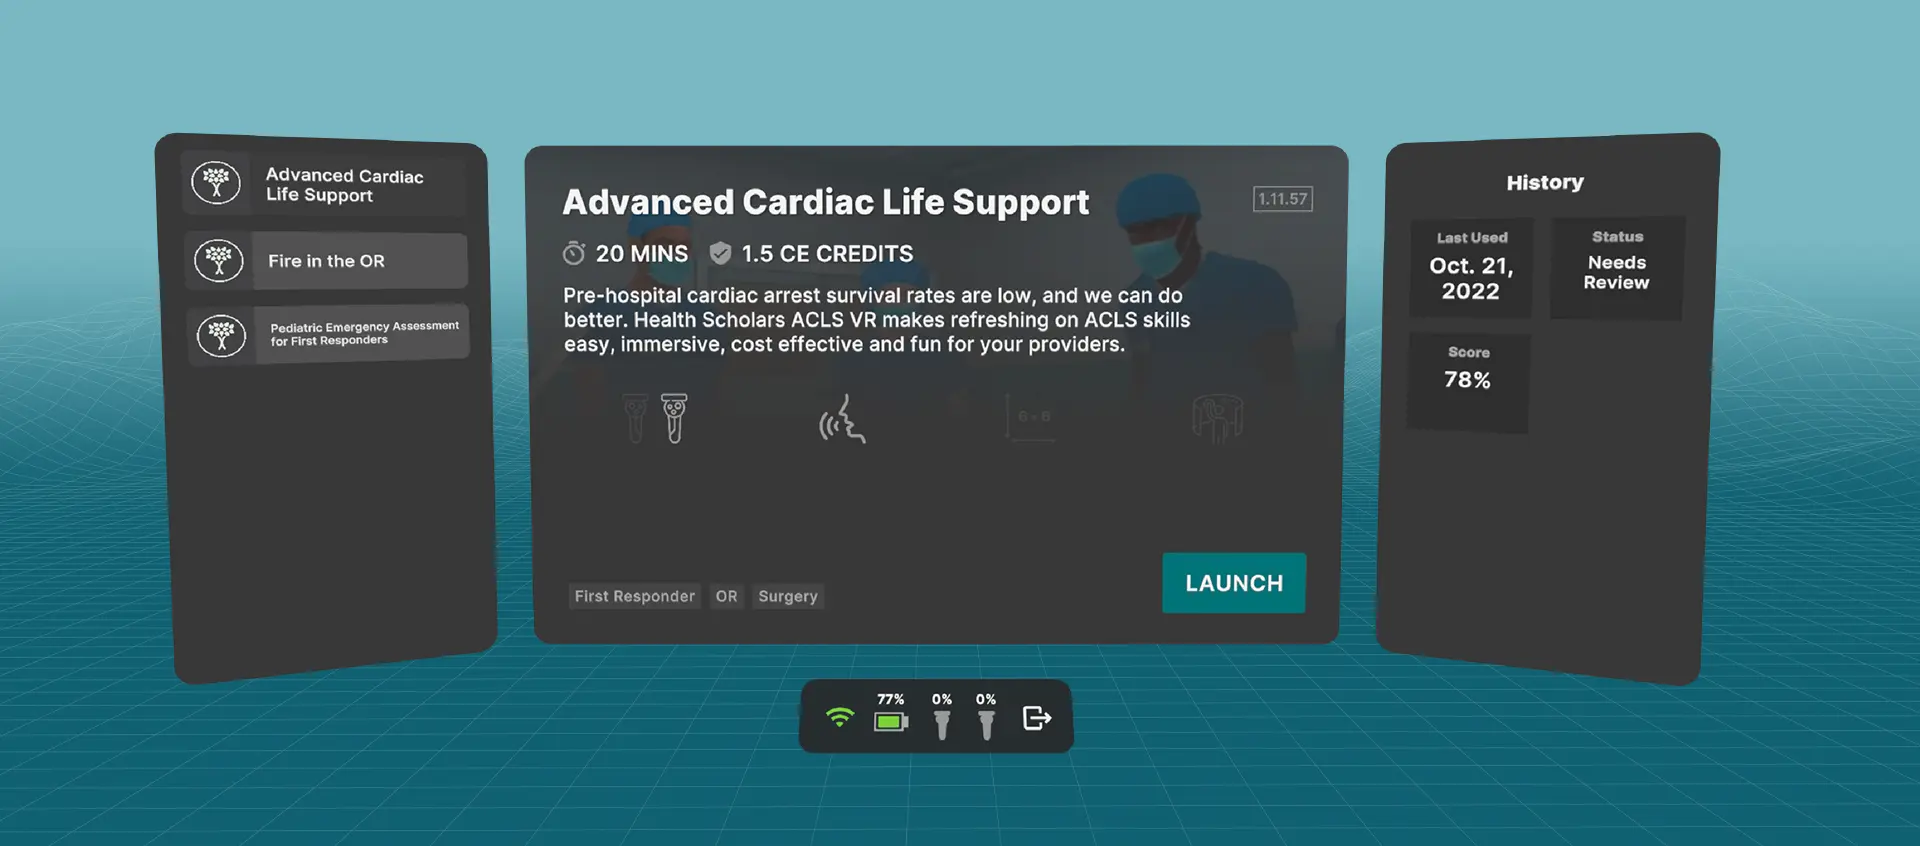 Advanced Cardiac
Life Support
Fire in the OR
Pediatric Emergency Assessment
for First Responders
Advanced Cardiac Life Support
1.11.57
20 MINS 1.5 CE CREDITS
Pre-hospital cardiac arrest survival rates are low, and we can do
better. Health Scholars ACLS VR makes refreshing on ACLS skills
easy, immersive, cost effective and fun for your providers.
6 x 6
First Responder OR Surgery
LAUNCH
History
Last Used
Oct. 21,
2022
Status
Needs
Review
Score
78%
77% 0% 0%